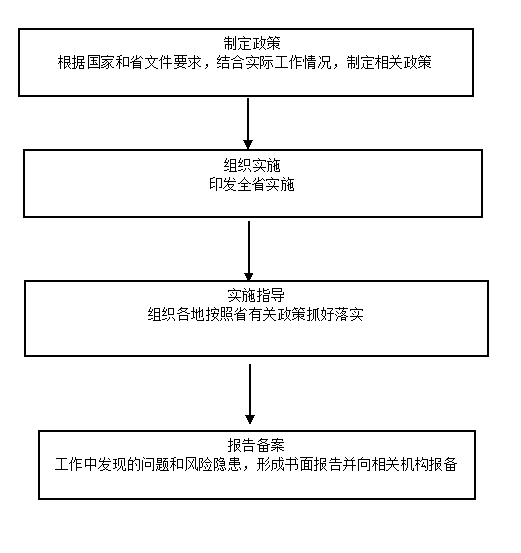 制定政策
根据国家和省文件要求，结合实际工作情况，制定相关政策
组织实施
印发全省实施
实施指导
组织各地按照省有关政策抓好落实
报告备案
工作中发现的问题和风险隐患，形成书面报告并向相关机构报备